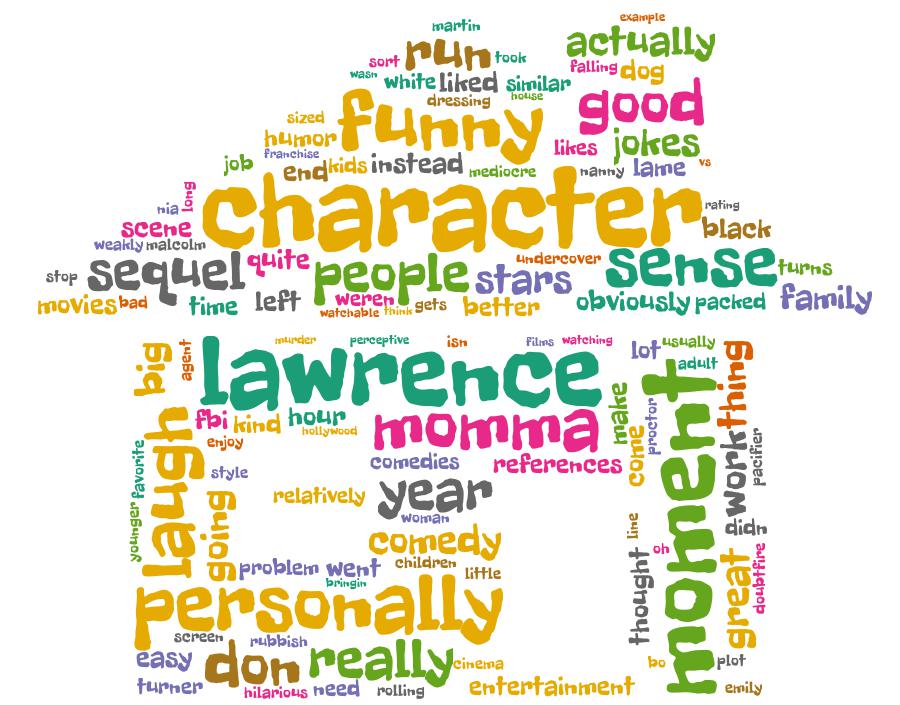 martin example
run actually
sort took
wasn white liked similar falling dog
dressing house
funny good
sized
humor likes jokes
franchise
job end kids instead mediocre nanny lame vs
character
long
nia rating
scene black
weakly malcolm
stop sequel quite people stars undercover sense turns
movies bad time left weren gets better obviously packed family
watchable think
murder perceptive isn films watching lot usually
big agent lawrence adult thing
fbi kind hour momma make proctor moment
enjoy hollywood
laugh favorite comedies references come work pacifier
style
relatively year
younger going woman line didn
comedy oh
problem went children little thought great doubtfire
bringin
personally
screen rubbish
easy don really cinema bo plot
turner hilarious need rolling entertainment emily